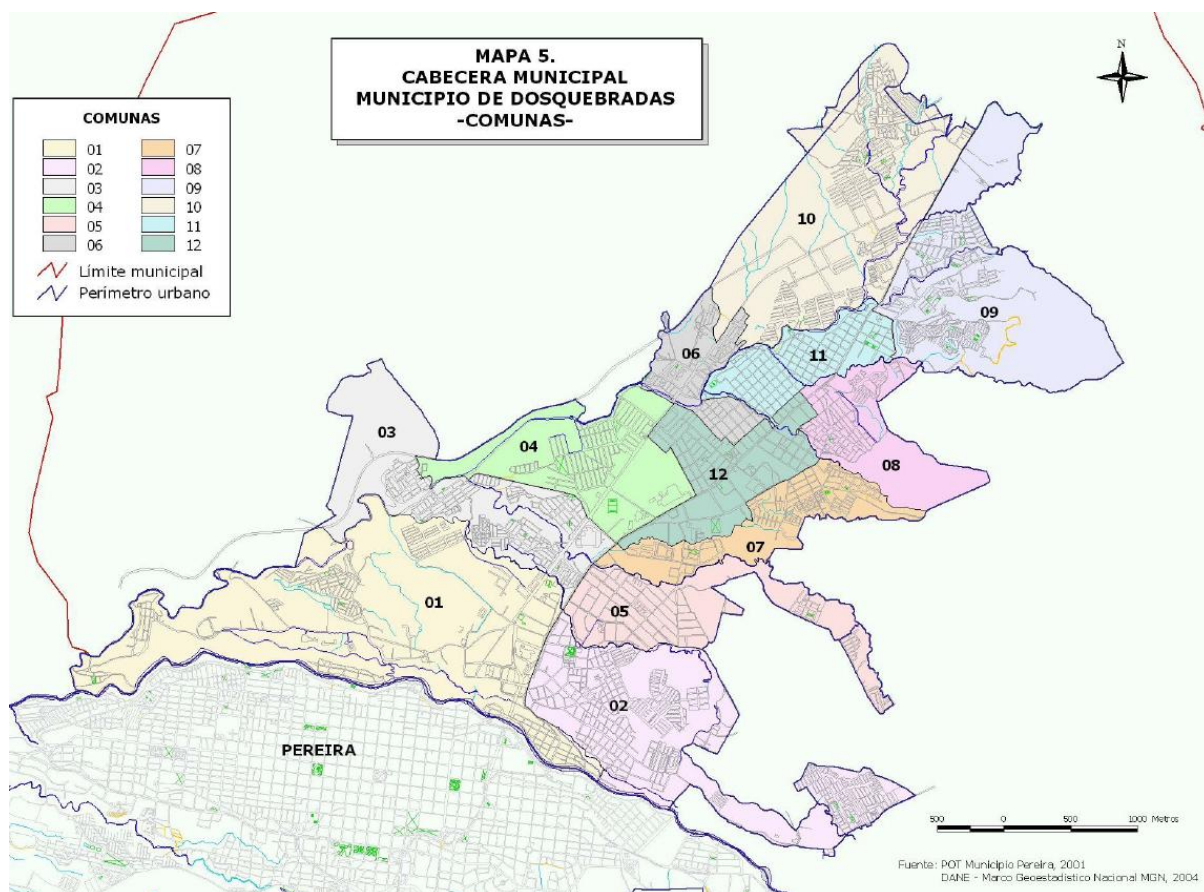 MAPA 5.
CABECERA MUNICIPAL
MUNICIPIO DE DOSQUEBRADAS
-COMUNAS-
N
COMUNAS
01 07
02 08
03 09
04 10
05 11
06 12
Límite municipal
Perimetro urbano
10
09
06
11
03
04
12
08
07
01
05
02
PEREIRA
500 0 500 1000 Metros
Fuente: POT Municipio Pereira, 2001
DANE - Marco Geoestadistico Nacional MGN, 2004